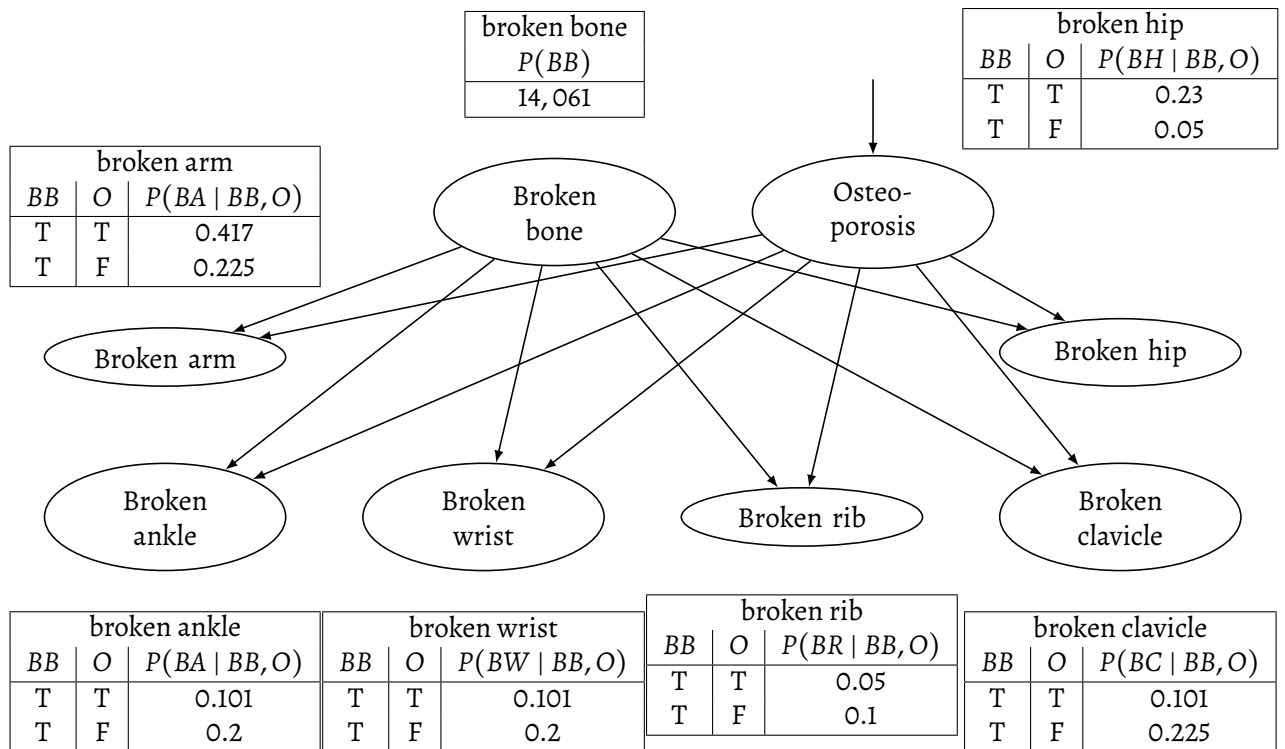 broken bone
P(BB)
14, 061
broken hip
BB O P(BH | BB, O)
T T 0.23
T F 0.05
broken arm
BB O P(BA | BB, O)
T T 0.417
T F 0.225
Broken
bone
Osteo-
porosis
Broken arm
Broken hip
Broken
ankle
Broken
wrist
Broken rib
Broken
clavicle
broken ankle
BB O P(BA | BB, O)
T T 0.101
T F 0.2
broken wrist
BB O P(BW | BB, O)
T T 0.101
T F 0.2
broken rib
BB O P(BR | BB, O)
T T 0.05
T F 0.1
broken clavicle
BB O P(BC | BB, O)
T T 0.101
T F 0.225